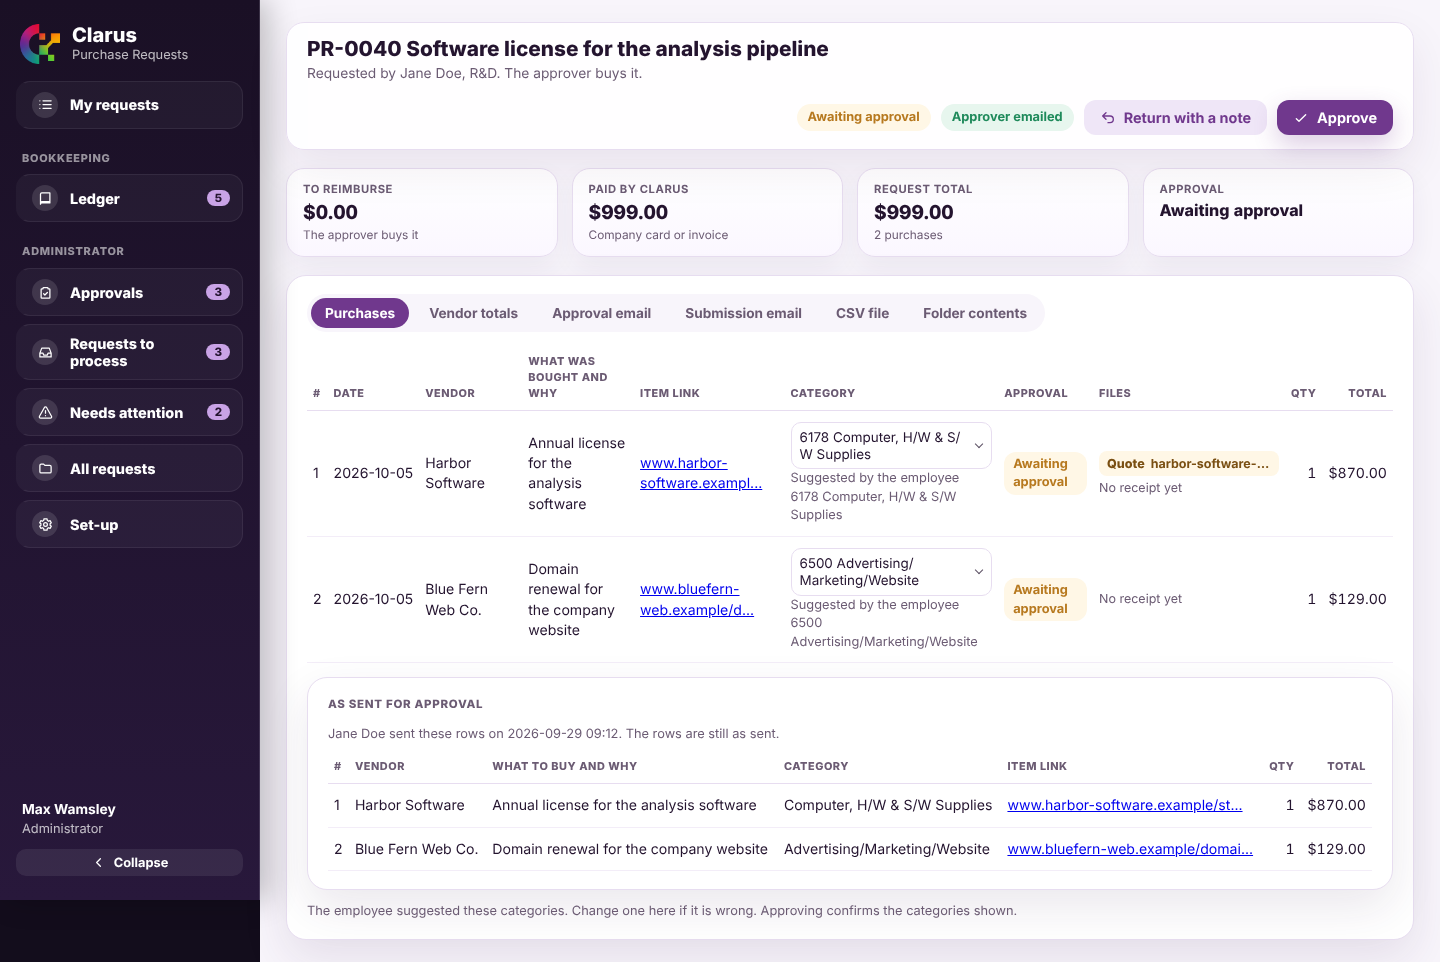 Clarus
Purchase Requests
My requests
BOOKKEEPING
Ledger 5
ADMINISTRATOR
Approvals 3
Requests to
process 3
Needs attention 2
All requests
Set-up
Max Wamsley
Administrator
Collapse
PR-0040 Software license for the analysis pipeline
Requested by Jane Doe, R&D. The approver buys it.
Awaiting approval Approver emailed Return with a note Approve
TO REIMBURSE
$0.00
The approver buys it
PAID BY CLARUS
$999.00
Company card or invoice
REQUEST TOTAL
$999.00
2 purchases
APPROVAL
Awaiting approval
Purchases Vendor totals Approval email Submission email CSV file Folder contents
# DATE VENDOR WHAT WAS BOUGHT AND WHY ITEM LINK CATEGORY APPROVAL FILES QTY TOTAL
1 2026-10-05
Harbor
Software
Annual license
for the
analysis
software
www.harbor-
software.exampl...
6178 Computer, H/W & S/
W Supplies
Suggested by the employee
6178 Computer, H/W & S/W
Supplies
Awaiting
approval
Quote harbor-software-...
No receipt yet
1 $870.00
2 2026-10-05
Blue Fern
Web Co.
Domain
renewal for
the company
website
www.bluefern-
web.example/d...
6500 Advertising/
Marketing/Website
Suggested by the employee
6500
Advertising/Marketing/Website
Awaiting
approval
No receipt yet
1 $129.00
AS SENT FOR APPROVAL
Jane Doe sent these rows on 2026-09-29 09:12. The rows are still as sent.
# VENDOR WHAT TO BUY AND WHY CATEGORY ITEM LINK QTY TOTAL
1 Harbor Software Annual license for the analysis software Computer, H/W & S/W Supplies www.harbor-software.example/st... 1 $870.00
2 Blue Fern Web Co. Domain renewal for the company website Advertising/Marketing/Website www.bluefern-web.example/domai... 1 $129.00
The employee suggested these categories. Change one here if it is wrong. Approving confirms the categories shown.